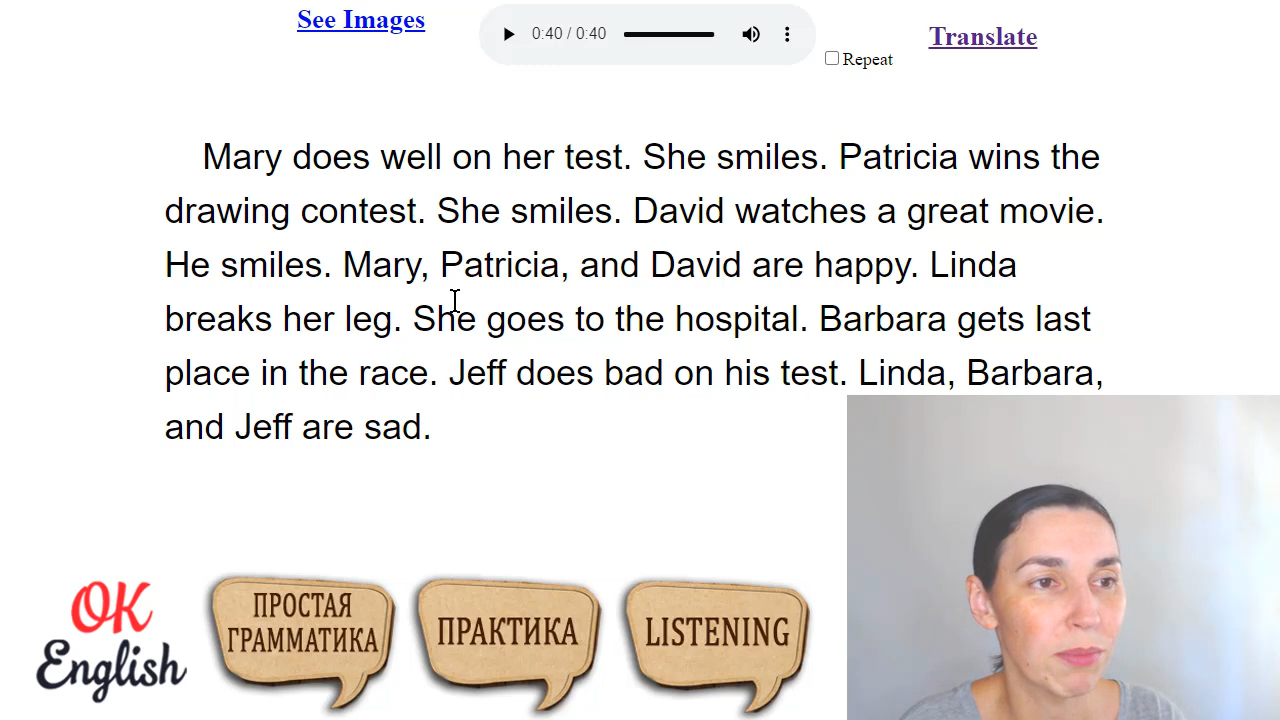 See Images
0:40 / 0:40
Repeat
Translate
Mary does well on her test. She smiles. Patricia wins the
drawing contest. She smiles. David watches a great movie.
He smiles. Mary, Patricia, and David are happy. Linda
breaks her leg. She goes to the hospital. Barbara gets last
place in the race. Jeff does bad on his test. Linda, Barbara,
and Jeff are sad.
OK
English
ПРОСТАЯ
ГРАММАТИКА
ПРАКТИКА
LISTENING